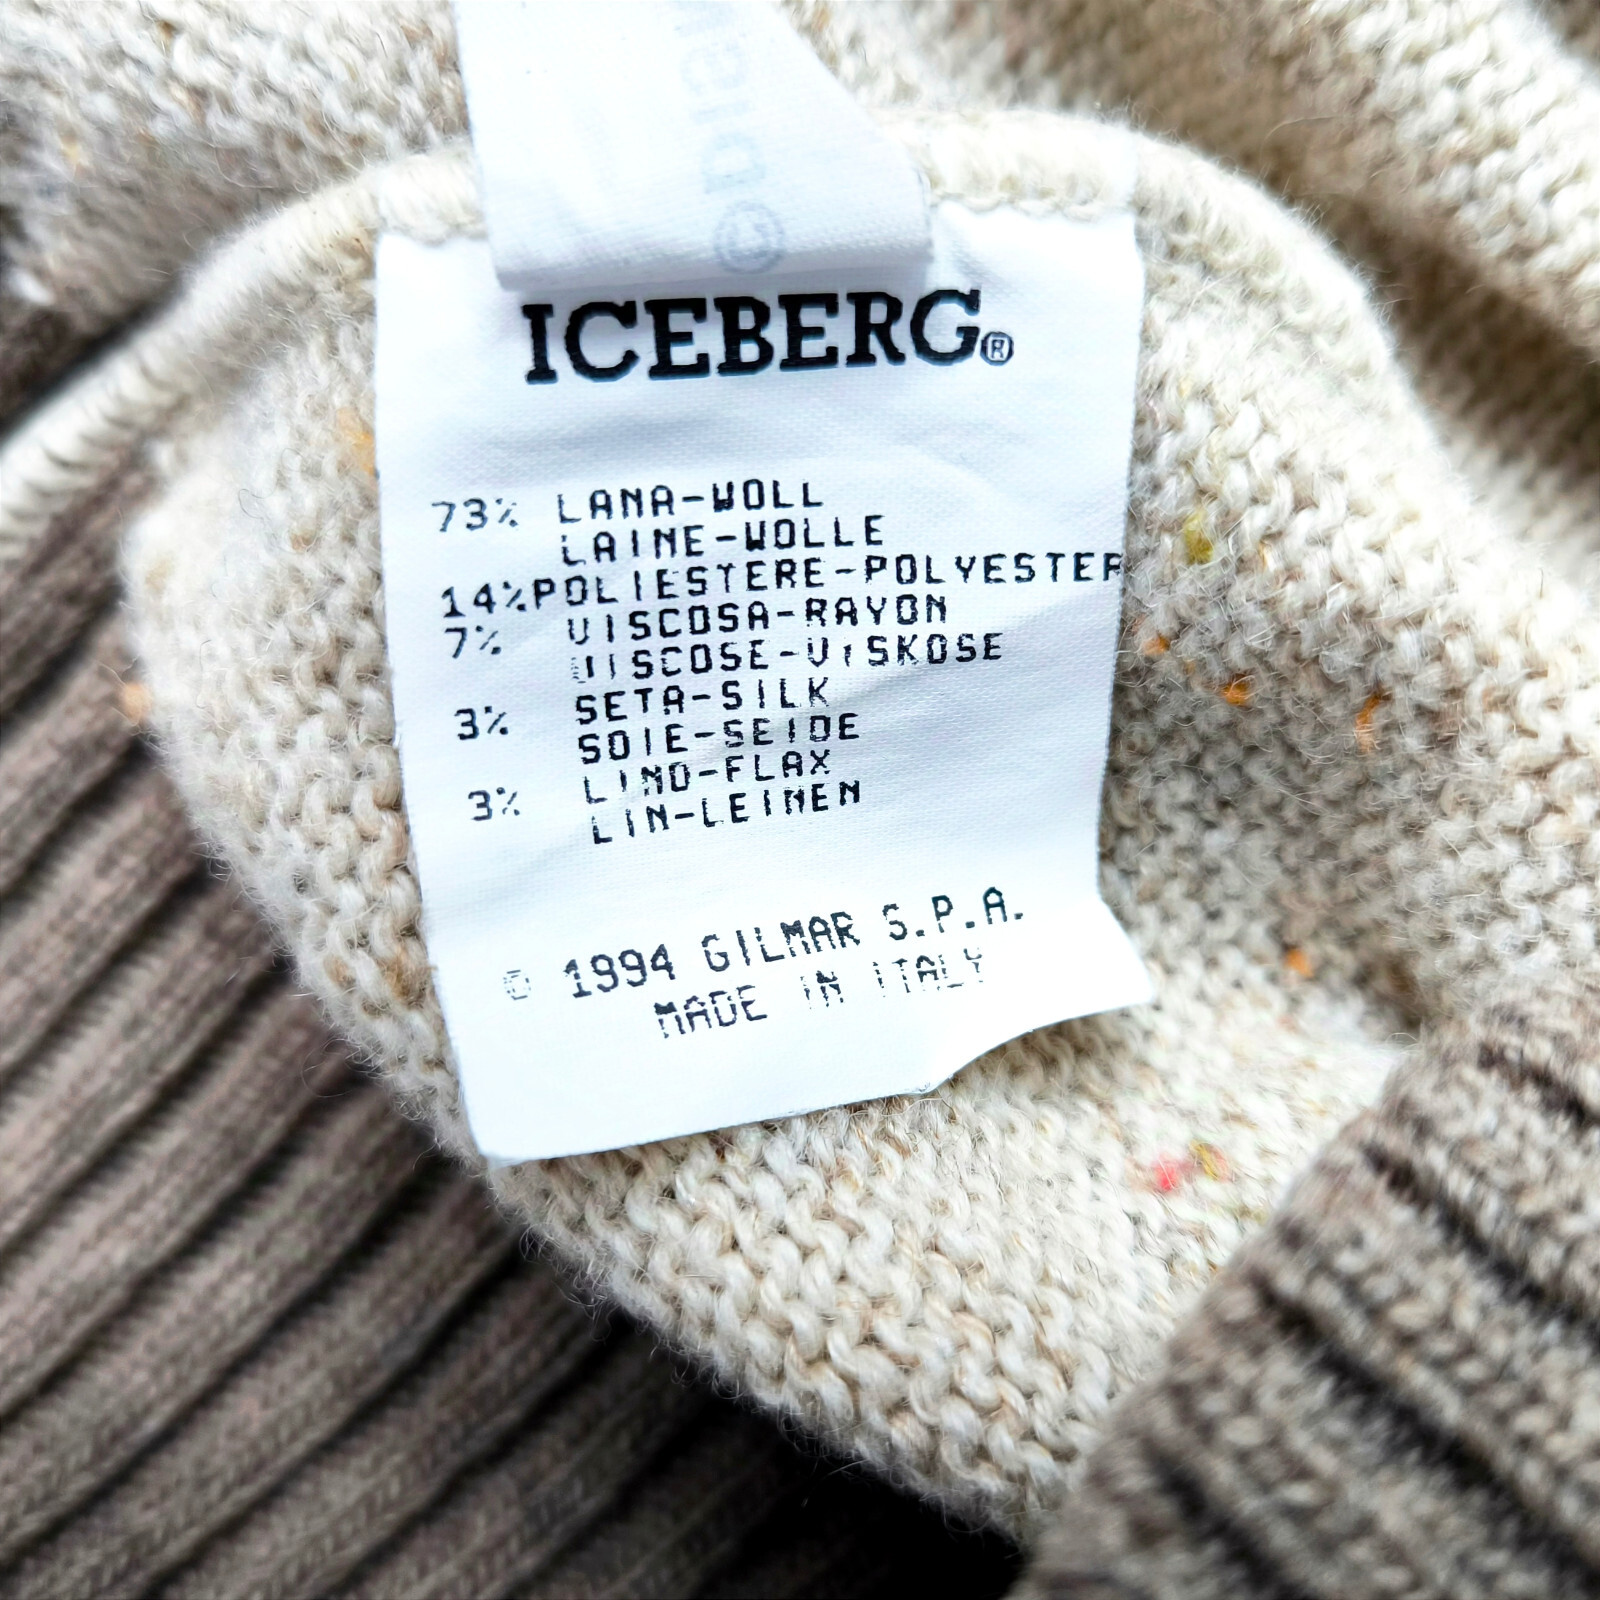 ICEBERG®
73% LANA-WOLL
LAINE-WOLLE
14%POLIESTERE-POLYESTER
7% VISCOSA-RAYON
VISCOSE-VISKOSE
3% SETA-SILK
SOIE-SEIDE
3% LINO-FLAX
LIN-LEINEN
© 1994 GILMAR S.P.A.
MADE IN ITALY